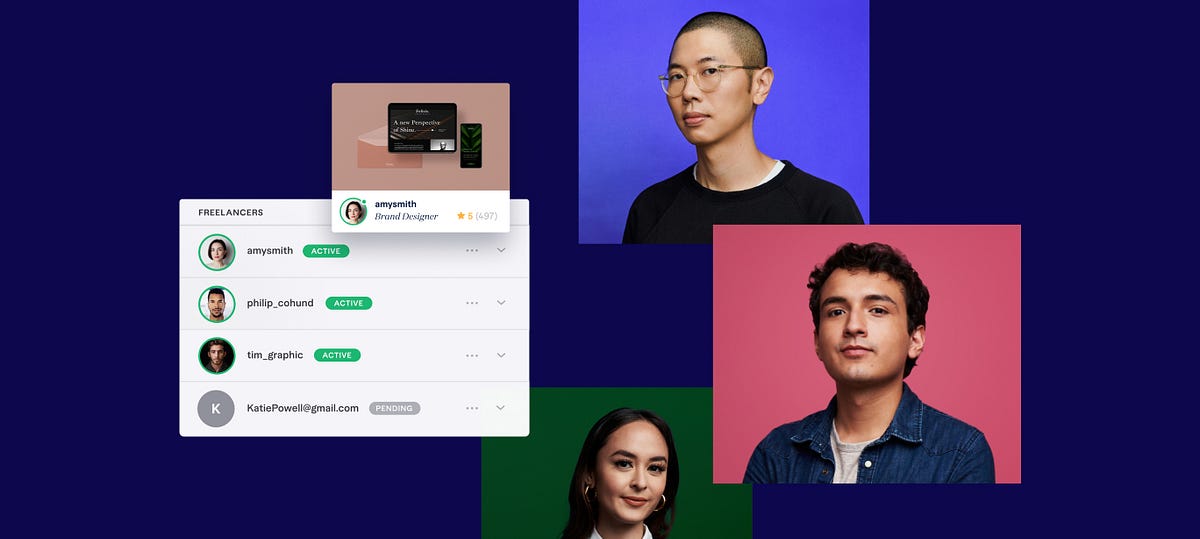 A new Perspective
of Shine.
amysmith
Brand Designer
5 (497)
FREELANCERS
amysmith ACTIVE
philip_cohund ACTIVE
tim_graphic ACTIVE
K KatiePowell@gmail.com PENDING